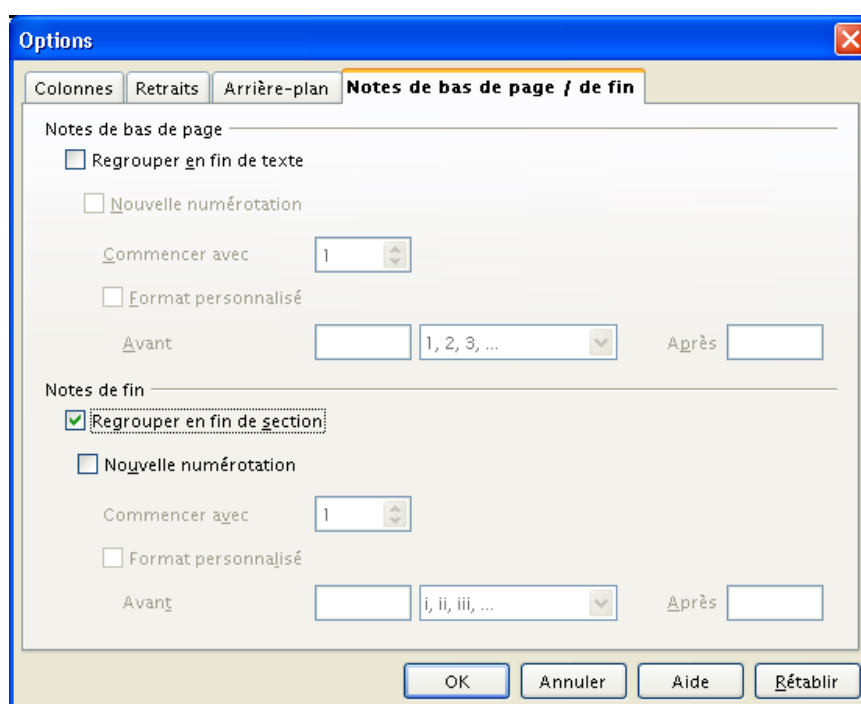 Options
Colonnes Retraits Arrière-plan Notes de bas de page / de fin
Notes de bas de page
Regrouper en fin de texte
Nouvelle numérotation
Commencer avec 1
Format personnalisé
Avant 1, 2, 3, ... Après
Notes de fin
Regrouper en fin de section
Nouvelle numérotation
Commencer avec 1
Format personnalisé
Avant i, ii, iii, ... Après
OK Annuler Aide Rétablir